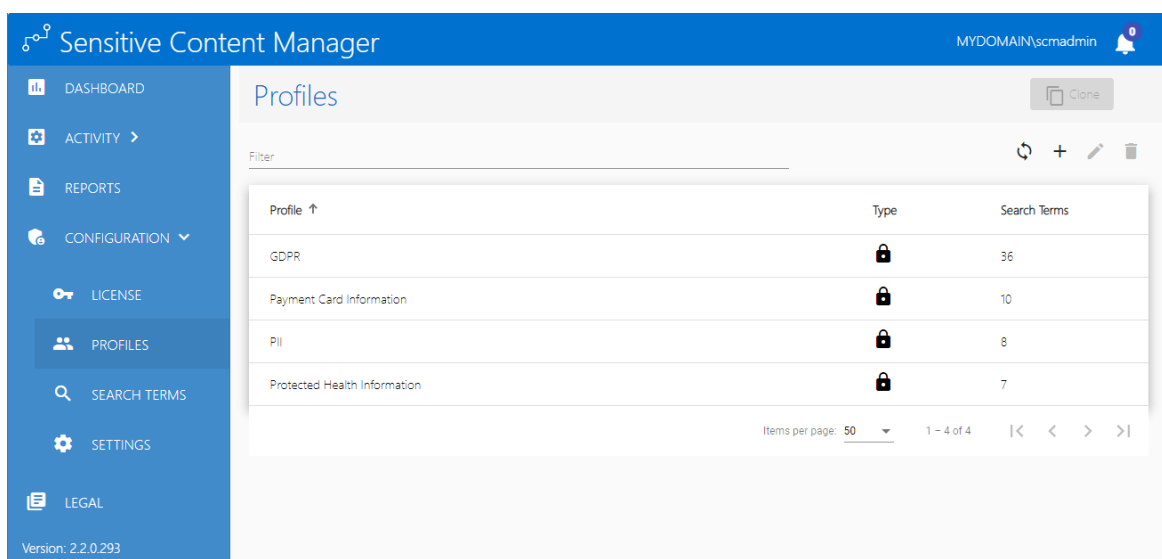 Sensitive Content Manager
MYDOMAIN\scmadmin
0
DASHBOARD
Profiles
Clone
ACTIVITY
Filter
REPORTS
Profile
Type
Search Terms
CONFIGURATION
GDPR
36
LICENSE
Payment Card Information
10
PROFILES
PII
8
SEARCH TERMS
Protected Health Information
7
SETTINGS
Items per page: 50
1 – 4 of 4
LEGAL
Version: 2.2.0.293